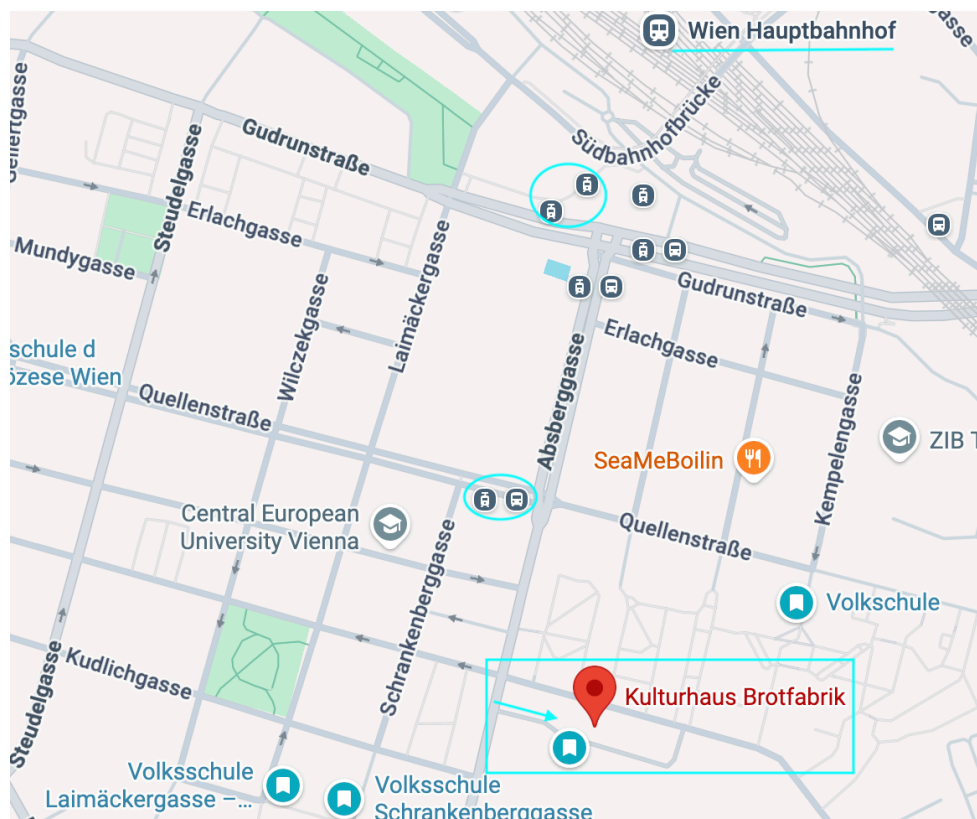 Wien Hauptbahnhof
asse
Südbahnhofbrücke
Gudrunstraße
Steudelgasse
Erlachgasse
Mundygasse
Laimäckergasse
Wilczekgasse
Gudrunstraße
Erlachgasse
schule d
özese Wien
Quellenstraße
Absberggasse
Kempelengasse
SeaMeBoilin
ZIB T
Central European
University Vienna
Quellenstraße
Schrankenberggasse
Volkschule
Kudlichgasse
Steudelgasse
Kulturhaus Brotfabrik
Volksschule
Laimäckergasse –...
Volksschule
Schrankenberggasse